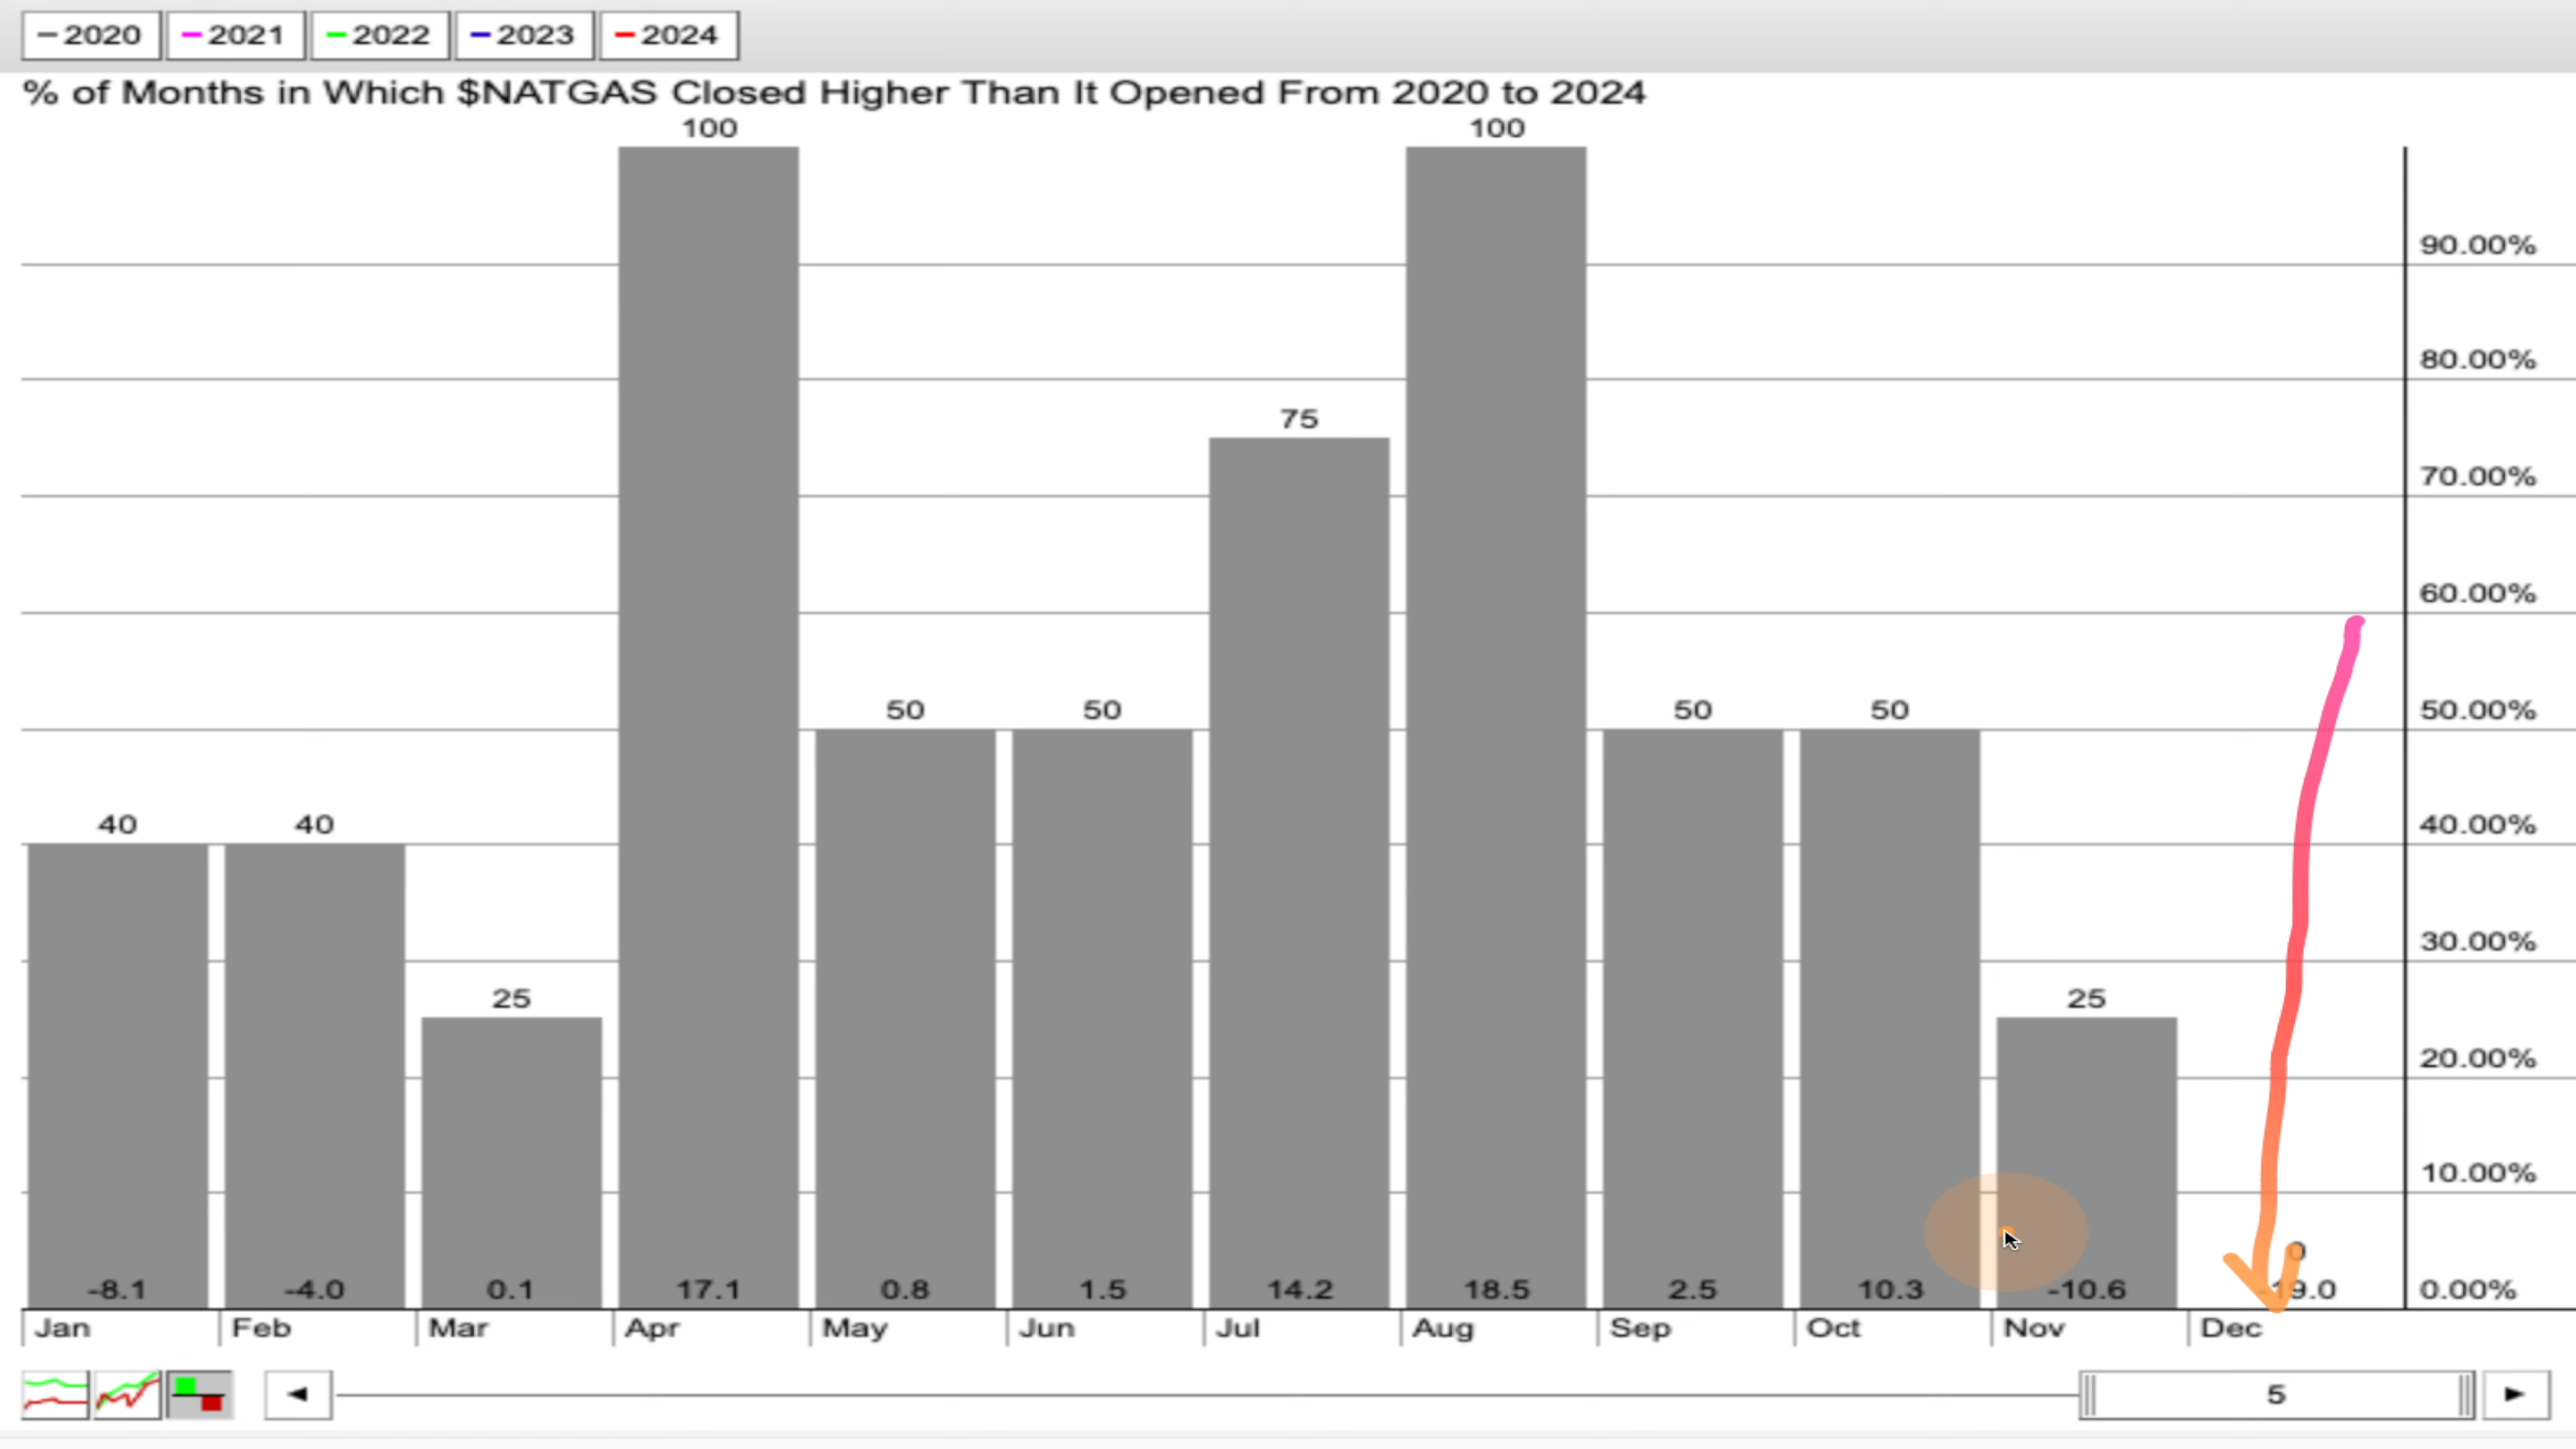 2020 2021 2022 2023 2024
% of Months in Which $NATGAS Closed Higher Than It Opened From 2020 to 2024
100 100
90.00%
80.00%
75
70.00%
60.00%
50 50 50 50 50.00%
40 40 40.00%
30.00%
25 25
20.00%
10.00%
0
-8.1 -4.0 0.1 17.1 0.8 1.5 14.2 18.5 2.5 10.3 -10.6 -19.0 0.00%
Jan Feb Mar Apr May Jun Jul Aug Sep Oct Nov Dec
5